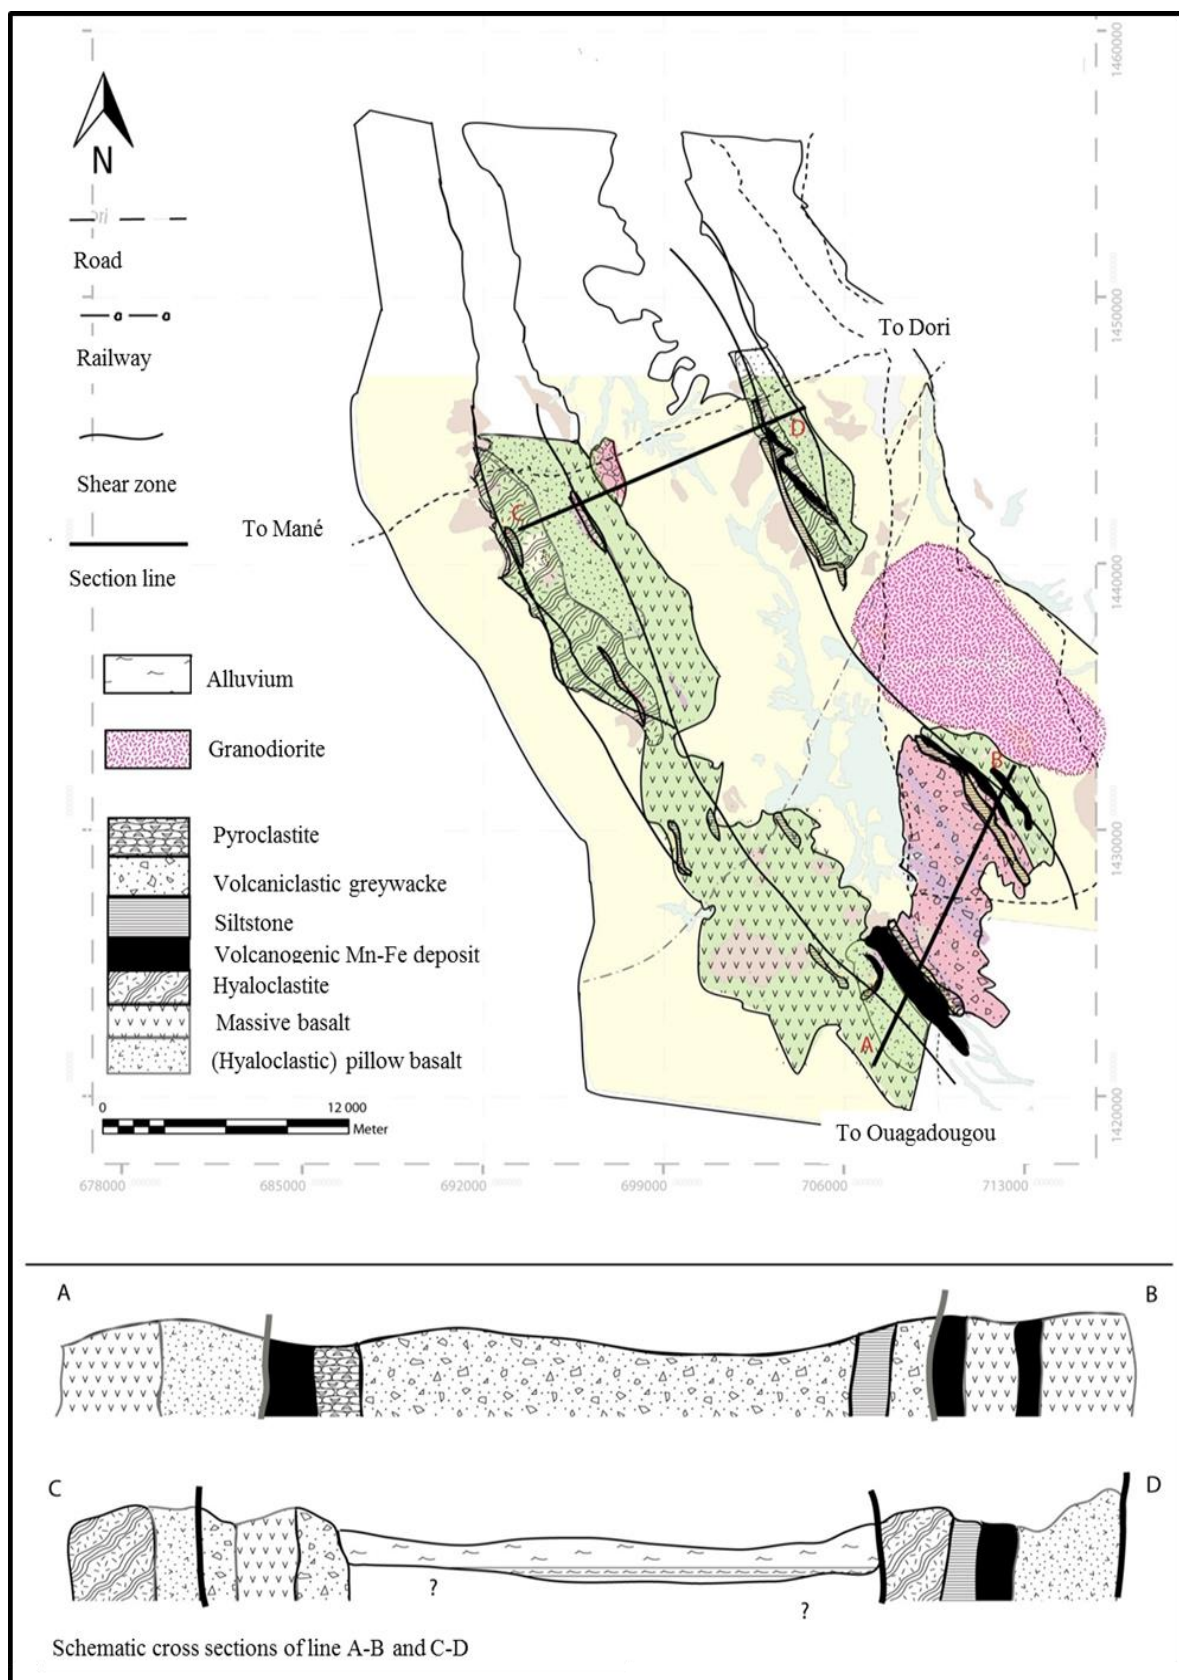 N
Road
Railway
Shear zone
Section line
Alluvium
Granodiorite
Pyroclastite
Volcaniclastic greywacke
Siltstone
Volcanogenic Mn-Fe deposit
Hyaloclastite
Massive basalt
(Hyaloclastic) pillow basalt
0 12 000
Meter
To Dori
To Mané
To Ouagadougou
C
D
B
A
1460000
1450000
1440000
1430000
1420000
678000 685000 692000 699000 706000 713000
A B
C D
? ?
Schematic cross sections of line A-B and C-D